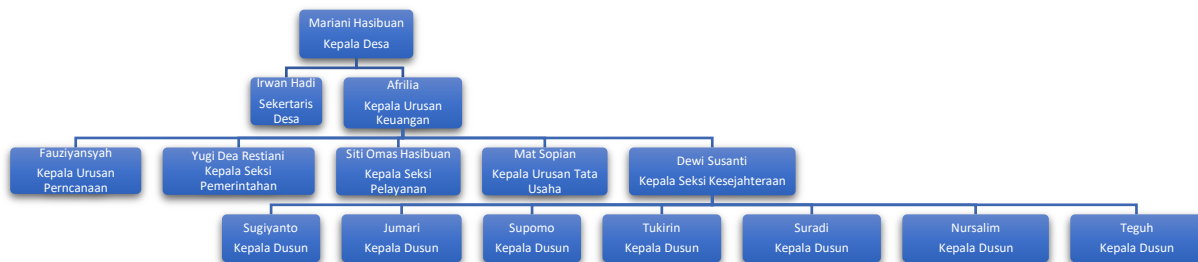 Mariani Hasibuan
Kepala Desa
Irwan Hadi
Sekertaris
Desa
Afrilia
Kepala Urusan
Keuangan
Fauziyansyah
Kepala Urusan
Perncanaan
Yugi Dea Restiani
Kepala Seksi
Pemerintahan
Siti Omas Hasibuan
Kepala Seksi
Pelayanan
Mat Sopian
Kepala Urusan Tata
Usaha
Dewi Susanti
Kepala Seksi Kesejahteraan
Sugiyanto
Kepala Dusun
Jumari
Kepala Dusun
Supomo
Kepala Dusun
Tukirin
Kepala Dusun
Suradi
Kepala Dusun
Nursalim
Kepala Dusun
Teguh
Kepala Dusun